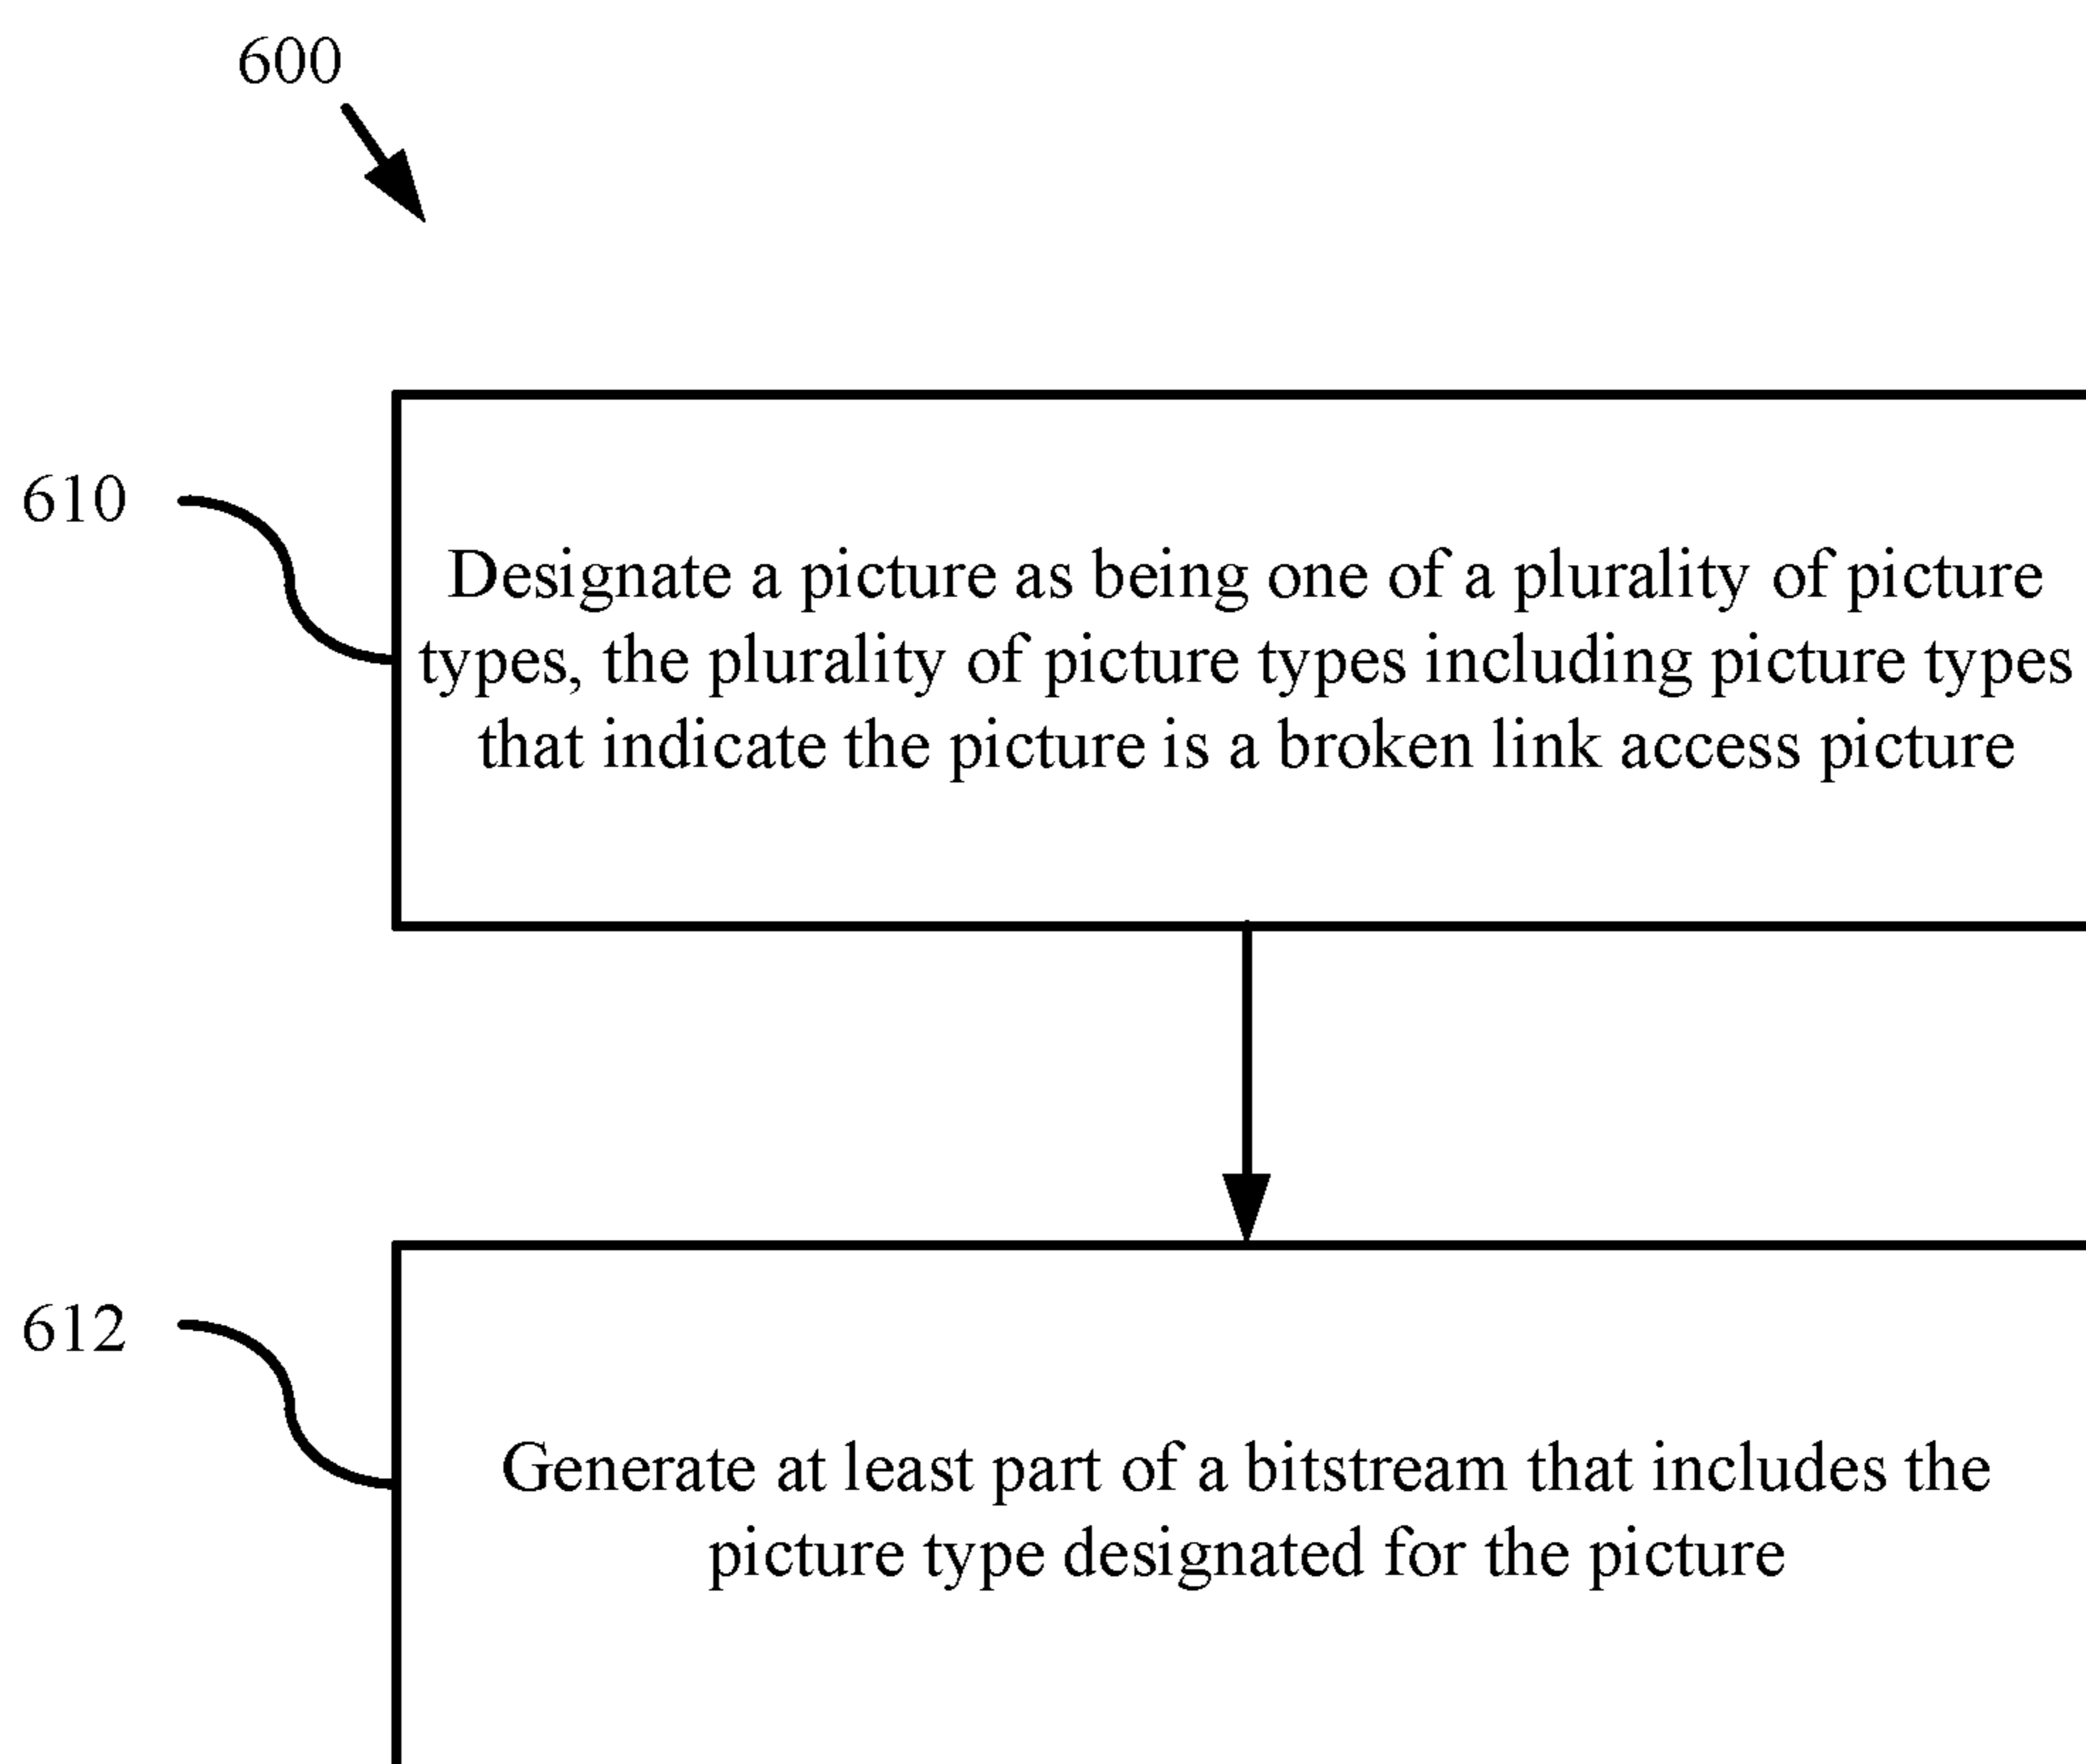 600
610
Designate a picture as being one of a plurality of picture
types, the plurality of picture types including picture types
that indicate the picture is a broken link access picture
612
Generate at least part of a bitstream that includes the
picture type designated for the picture